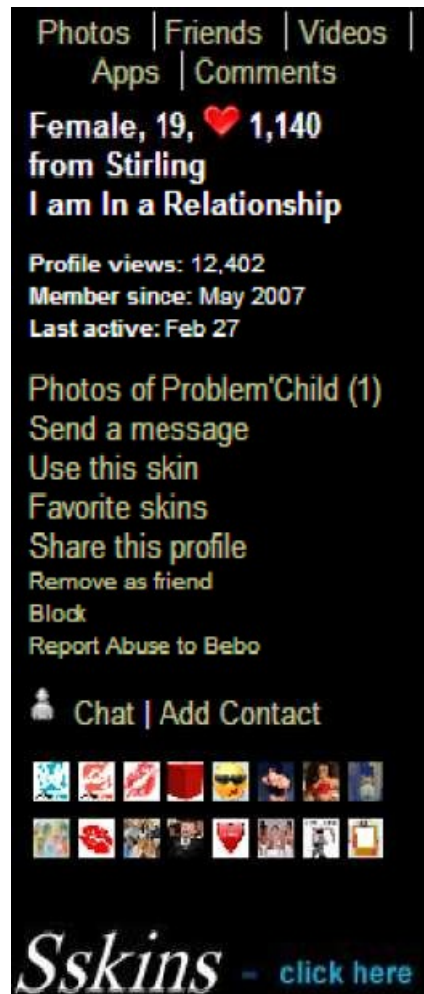 Photos | Friends | Videos |
Apps | Comments
Female, 19, ❤ 1,140
from Stirling
I am In a Relationship
Profile views: 12,402
Member since: May 2007
Last active: Feb 27
Photos of Problem'Child (1)
Send a message
Use this skin
Favorite skins
Share this profile
Remove as friend
Block
Report Abuse to Bebo
Chat | Add Contact
Sskins - click here